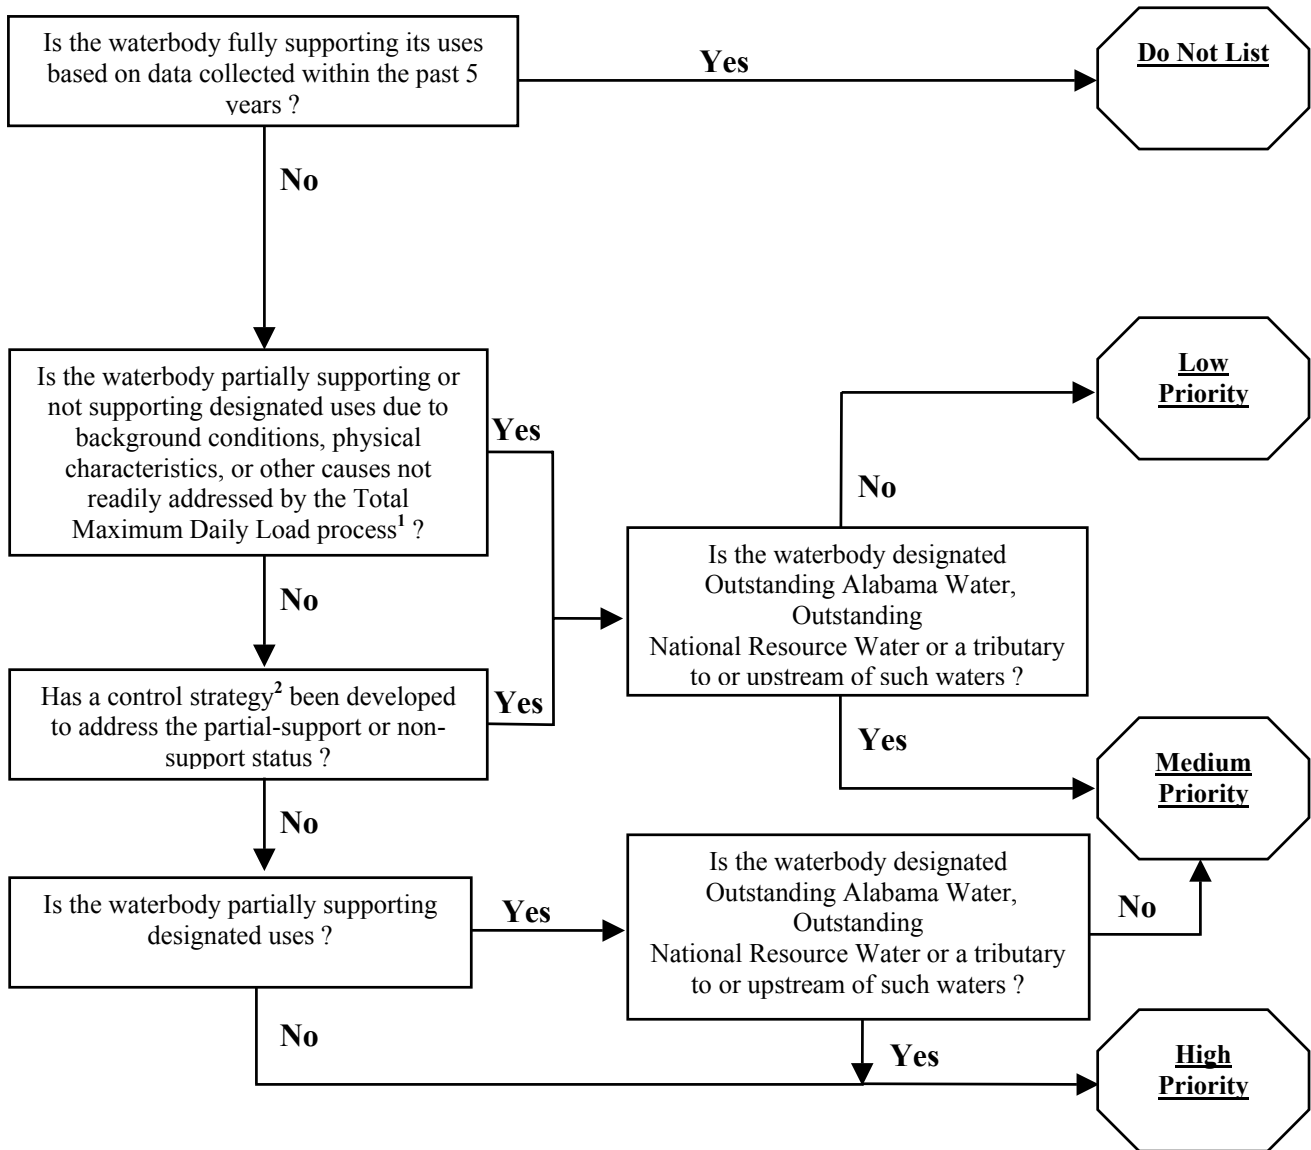 Is the waterbody fully supporting its uses
based on data collected within the past 5
years ?
Yes
Do Not List
No
Is the waterbody partially supporting or
not supporting designated uses due to
background conditions, physical
characteristics, or other causes not
readily addressed by the Total
Maximum Daily Load process1 ?
Yes
Low
Priority
No
Is the waterbody designated
Outstanding Alabama Water,
Outstanding
National Resource Water or a tributary
to or upstream of such waters ?
No
Has a control strategy2 been developed
to address the partial-support or non-
support status ?
Yes
Yes
Medium
Priority
No
Is the waterbody partially supporting
designated uses ?
Yes
Is the waterbody designated
Outstanding Alabama Water,
Outstanding
National Resource Water or a tributary
to or upstream of such waters ?
No
No
Yes
High
Priority